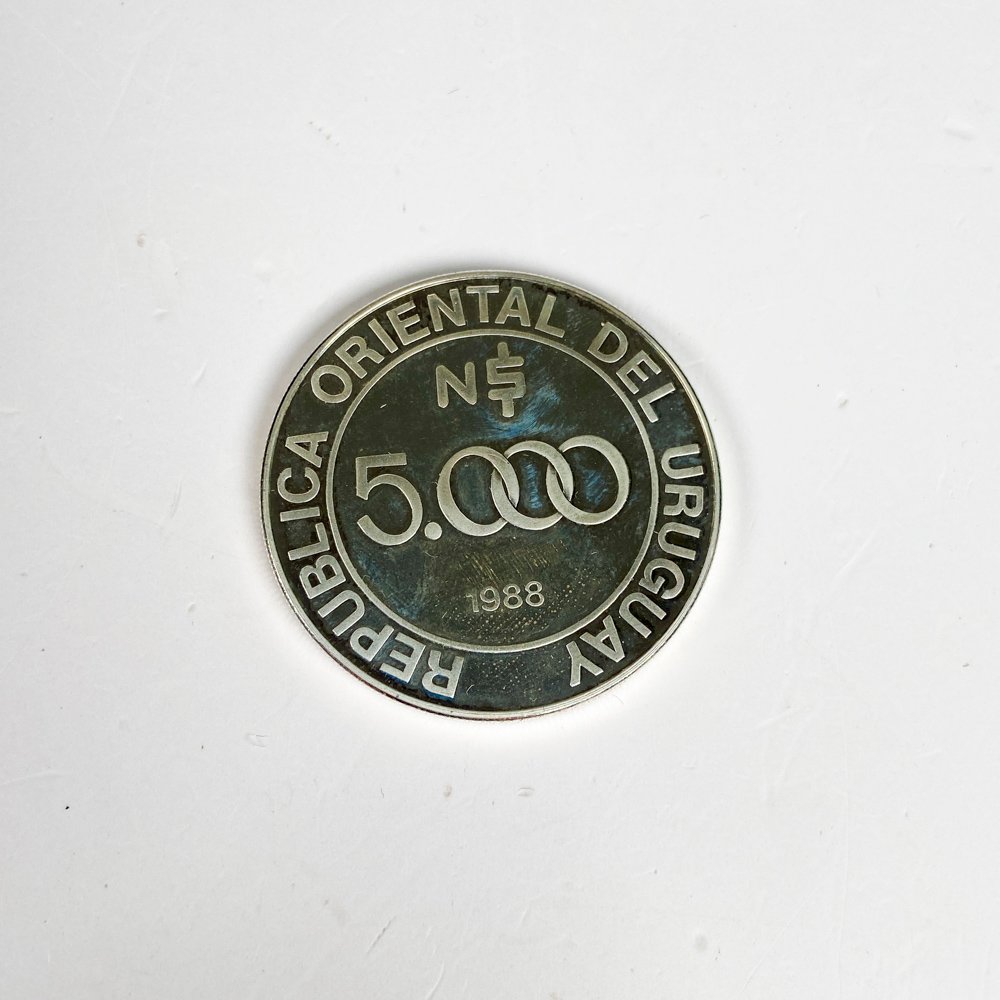 REPUBLICA ORIENTAL DEL URUGUAY
N$
5.000
1988